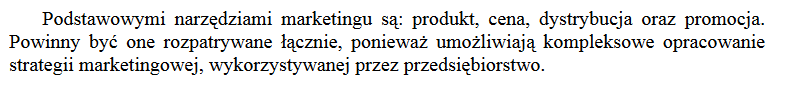 Podstawowymi narzędziami marketingu są: produkt, cena, dystrybucja oraz promocja.
Powinny być one rozpatrywane łącznie, ponieważ umożliwiają kompleksowe opracowanie
strategii marketingowej, wykorzystywanej przez przedsiębiorstwo.